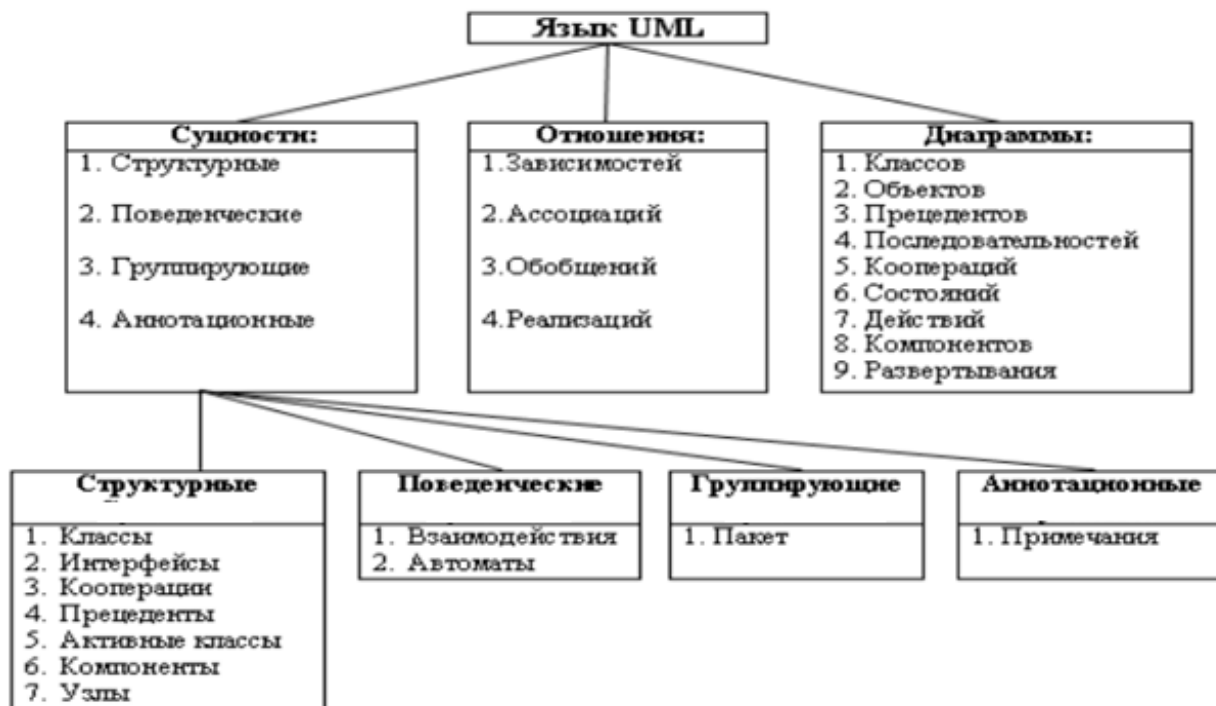 Язык UML
Сущности:
1. Структурные
2. Поведенческие
3. Группирующие
4. Аннотационные
Отношения:
1.Зависимостей
2.Ассоциаций
3.Обобщений
4.Реализаций
Диаграммы:
1. Классов
2. Объектов
3. Прецедентов
4. Последовательностей
5. Коопераций
6. Состояний
7. Действий
8. Компонентов
9. Развертывания
Структурные
1. Классы
2. Интерфейсы
3. Кооперации
4. Прецеденты
5. Активные классы
6. Компоненты
7. Узлы
Поведенческие
1. Взаимодействия
2. Автоматы
Группирующие
1. Пакет
Аннотационные
1. Примечания